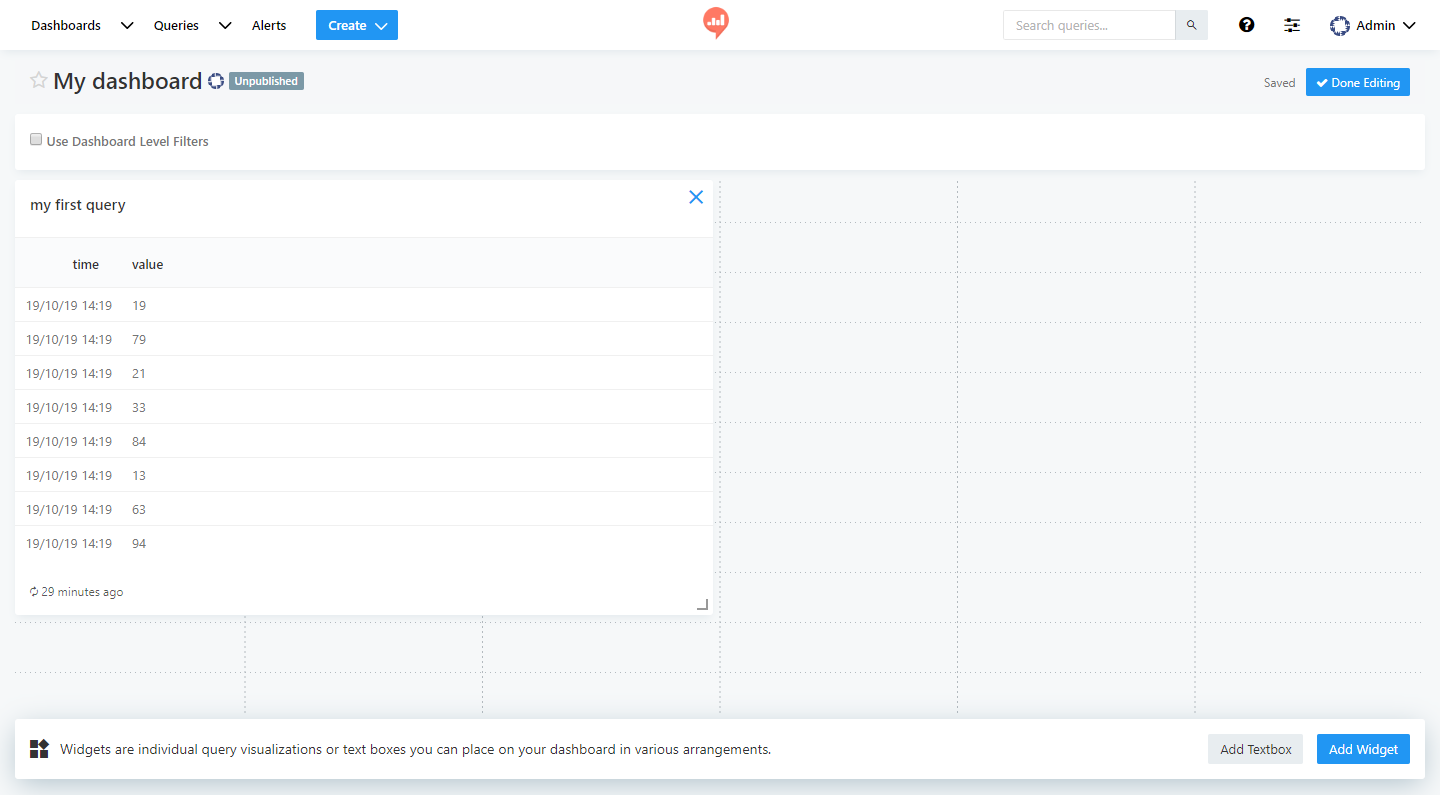 Dashboards Queries Alerts Create Search queries... Admin
My dashboard Unpublished Saved Done Editing
Use Dashboard Level Filters
my first query
time value
19/10/19 14:19 19
19/10/19 14:19 79
19/10/19 14:19 21
19/10/19 14:19 33
19/10/19 14:19 84
19/10/19 14:19 13
19/10/19 14:19 63
19/10/19 14:19 94
29 minutes ago
Widgets are individual query visualizations or text boxes you can place on your dashboard in various arrangements. Add Textbox Add Widget